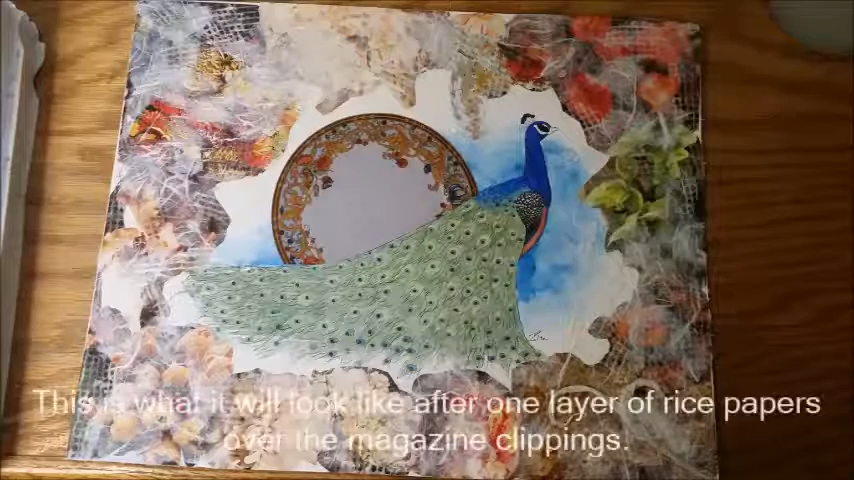 This is what it will look like after one layer of rice papers
over the magazine clippings.